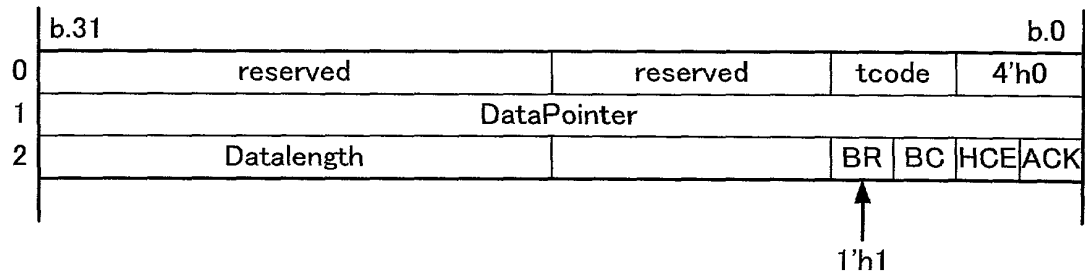 b.31 b.0
0 reserved reserved tcode 4'h0
1 DataPointer
2 Datalength BR BC HCE ACK
1'h1